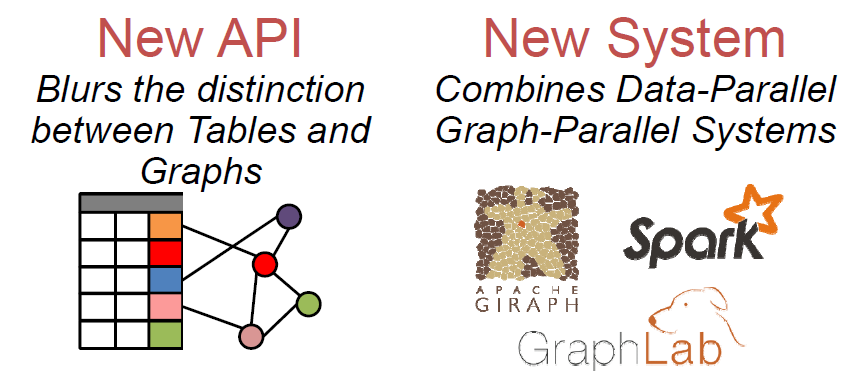 New API
Blurs the distinction
between Tables and
Graphs
New System
Combines Data-Parallel
Graph-Parallel Systems
APACHE
GIRAPH
Spark
GraphLab